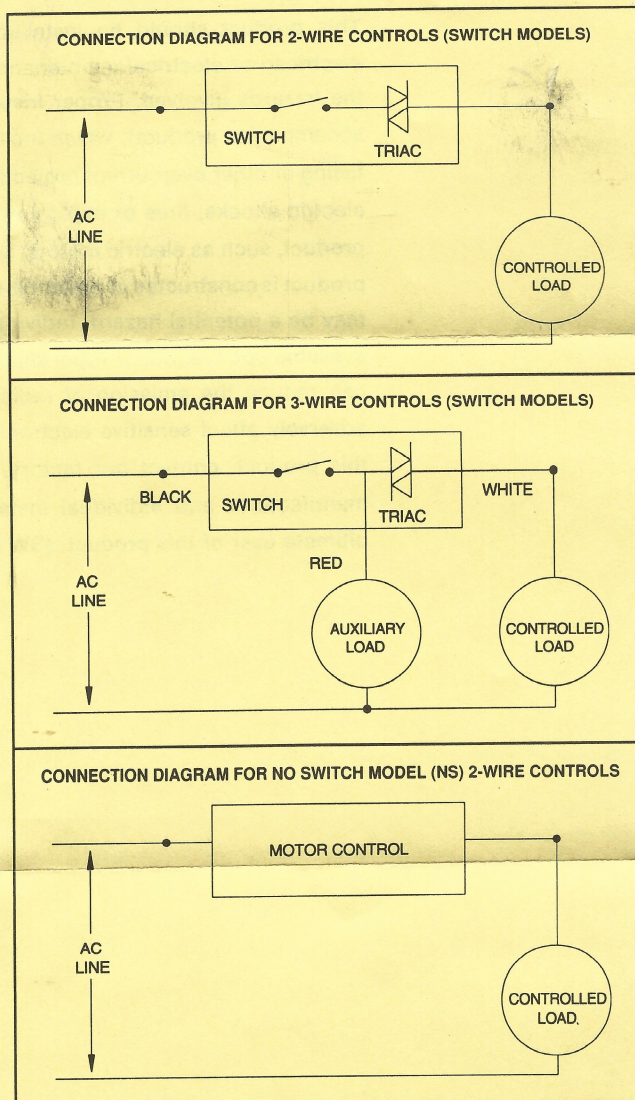 CONNECTION DIAGRAM FOR 2-WIRE CONTROLS (SWITCH MODELS)
SWITCH
TRIAC
AC
LINE
CONTROLLED
LOAD
CONNECTION DIAGRAM FOR 3-WIRE CONTROLS (SWITCH MODELS)
BLACK
SWITCH
TRIAC
WHITE
RED
AC
LINE
AUXILIARY
LOAD
CONTROLLED
LOAD
CONNECTION DIAGRAM FOR NO SWITCH MODEL (NS) 2-WIRE CONTROLS
MOTOR CONTROL
AC
LINE
CONTROLLED
LOAD